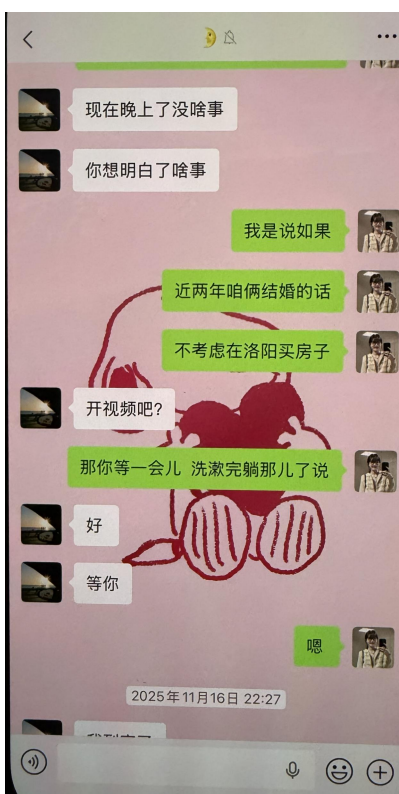 现在晚上了没啥事
你想明白了啥事
我是说如果
近两年咱俩结婚的话
不考虑在洛阳买房子
开视频吧?
那你等一会儿 洗漱完躺那儿了说
好
等你
嗯
2025年11月16日 22:27